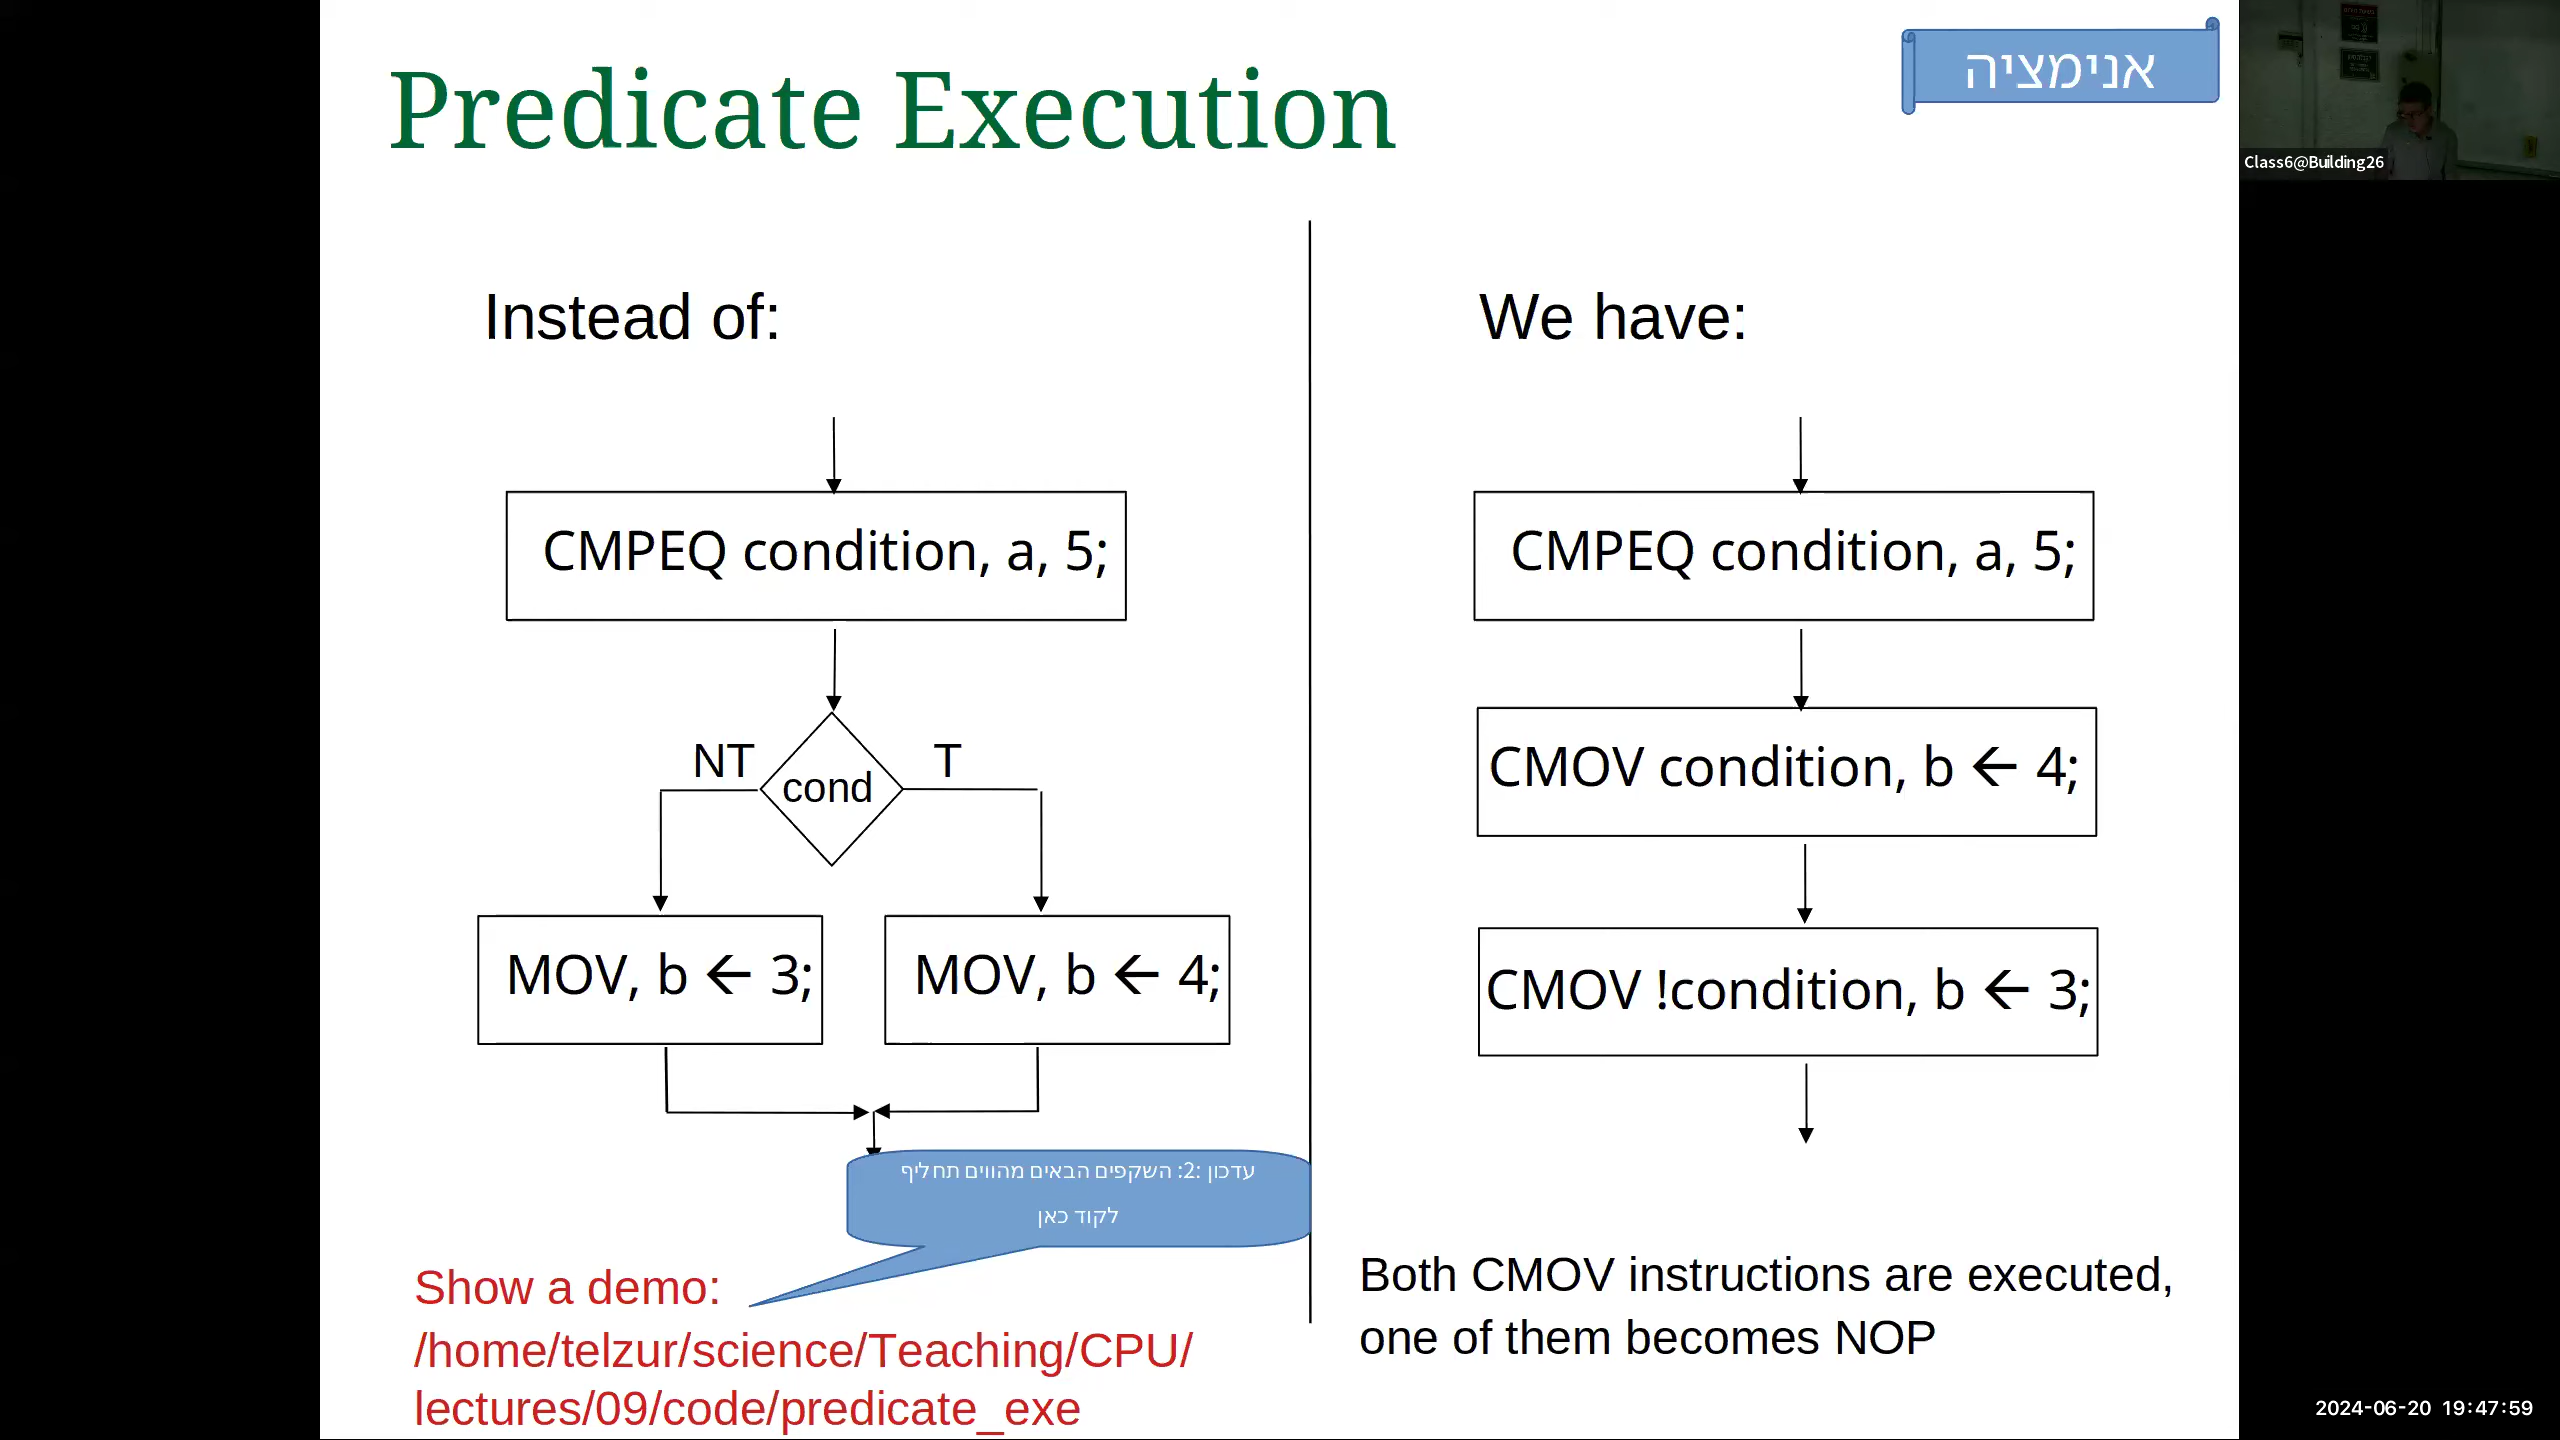 Predicate Execution
אנימציה
Class6@Building26
Instead of:
CMPEQ condition, a, 5;
NT
cond
T
MOV, b ← 3;
MOV, b ← 4;
עדכון 2: השקפים הבאים מהווים תחליף
לקוד כאן
Show a demo:
/home/telzur/science/Teaching/CPU/
lectures/09/code/predicate_exe
We have:
CMPEQ condition, a, 5;
CMOV condition, b ← 4;
CMOV !condition, b ← 3;
Both CMOV instructions are executed,
one of them becomes NOP
2024-06-20 19:47:59